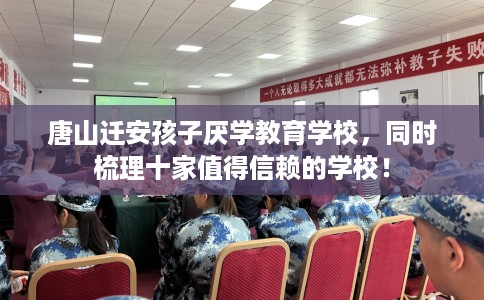 一个人无论取得多大成就都无法弥补教子失败
唐山迁安孩子厌学教育学校，同时
梳理十家值得信赖的学校！